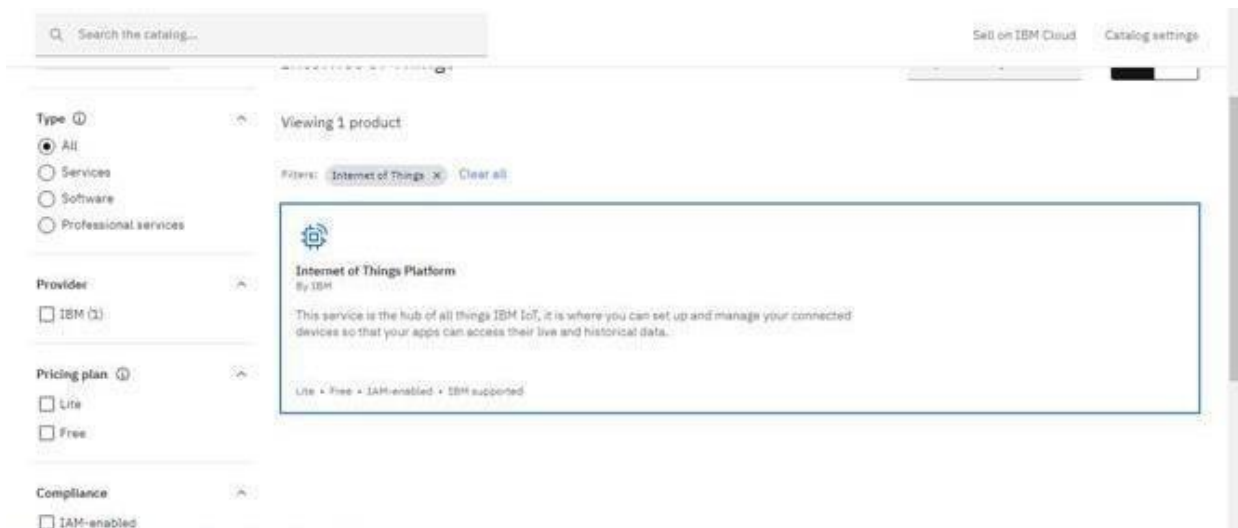 Search the catalog...
Sell on IBM Cloud
Catalog settings
Type
All
Services
Software
Professional services
Provider
IBM (1)
Pricing plan
Lite
Free
Compliance
IAM-enabled
Viewing 1 product
Filters: Internet of Things × Clear all
Internet of Things Platform
By IBM
This service is the hub of all things IBM IoT, it is where you can set up and manage your connected
devices so that your apps can access their live and historical data.
Lite • Free • IAM-enabled • IBM supported